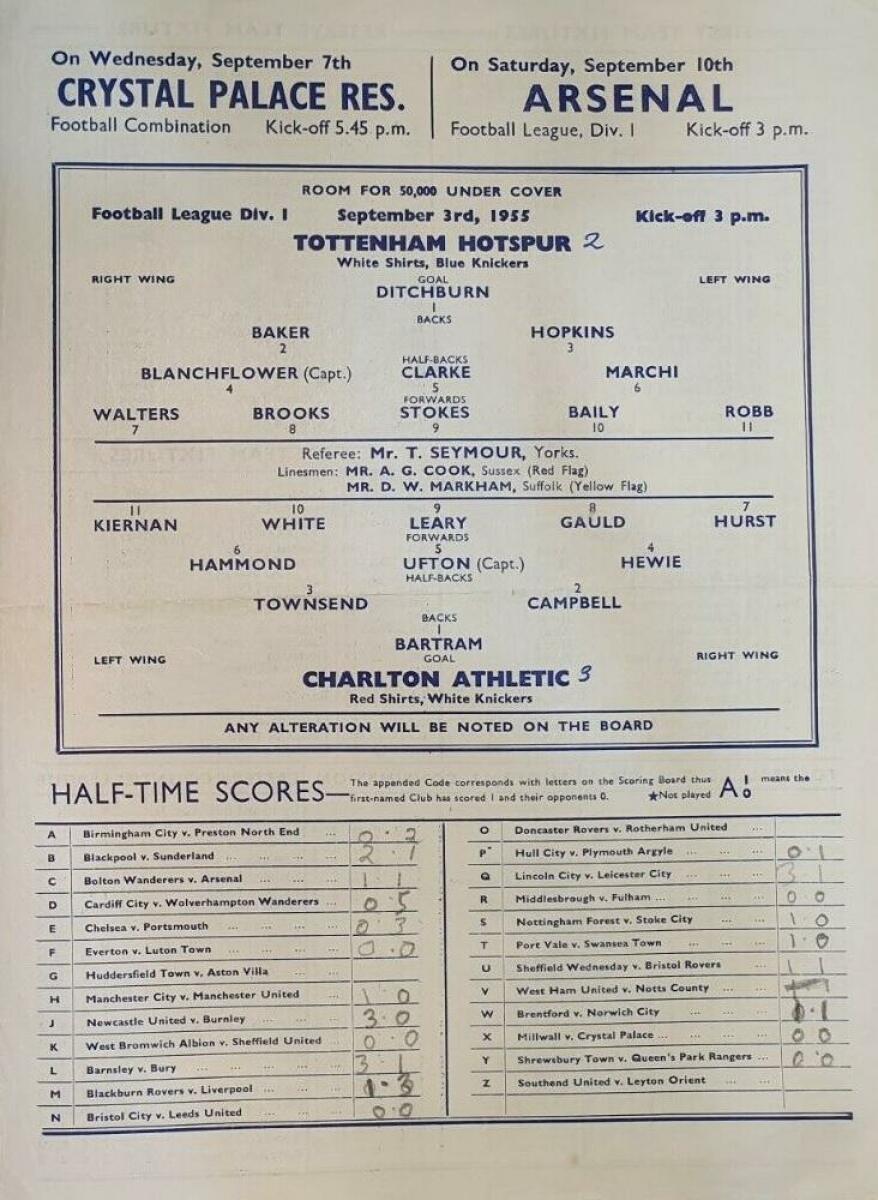 On Wednesday, September 7th
CRYSTAL PALACE RES.
Football Combination Kick-off 5.45 p.m.
On Saturday, September 10th
ARSENAL
Football League, Div. I Kick-off 3 p.m.
ROOM FOR 50,000 UNDER COVER
Football League Div. I September 3rd, 1955 Kick-off 3 p.m.
TOTTENHAM HOTSPUR 2
White Shirts, Blue Knickers
RIGHT WING GOAL LEFT WING
DITCHBURN
1
BACKS
BAKER HOPKINS
2 3
HALF-BACKS
BLANCHFLOWER (Capt.) CLARKE MARCHI
4 5 6
FORWARDS
WALTERS BROOKS STOKES BAILY ROBB
7 8 9 10 11
Referee: Mr. T. SEYMOUR, Yorks.
Linesmen: MR. A. G. COOK, Sussex (Red Flag)
MR. D. W. MARKHAM, Suffolk (Yellow Flag)
11 10 9 8 7
KIERNAN WHITE LEARY GAULD HURST
FORWARDS
6 5 4
HAMMOND UFTON (Capt.) HEWIE
HALF-BACKS
3 2
TOWNSEND CAMPBELL
BACKS
1
BARTRAM
LEFT WING GOAL RIGHT WING
CHARLTON ATHLETIC 3
Red Shirts, White Knickers
ANY ALTERATION WILL BE NOTED ON THE BOARD
HALF-TIME SCORES—The appended Code corresponds with letters on the Scoring Board thus A 1 0 means the
first-named Club has scored 1 and their opponents 0. ★Not played
A Birmingham City v. Preston North End ... 0 . 2
B Blackpool v. Sunderland ... ... ... 2 . 1
C Bolton Wanderers v. Arsenal ... ... 1 1
D Cardiff City v. Wolverhampton Wanderers ... 0 5
E Chelsea v. Portsmouth ... ... ... 0 3
F Everton v. Luton Town ... ... ... 0 . 0
G Huddersfield Town v. Aston Villa ... ...
H Manchester City v. Manchester United ... 1 0
J Newcastle United v. Burnley ... ... 3 0
K West Bromwich Albion v. Sheffield United ... 0 0
L Barnsley v. Bury ... ... ... ... 3 1
M Blackburn Rovers v. Liverpool ... ... 1 . 3
N Bristol City v. Leeds United ... ... 0 . 0
O Doncaster Rovers v. Rotherham United ...
P Hull City v. Plymouth Argyle ... ... 0 1
Q Lincoln City v. Leicester City ... ... 3 1
R Middlesbrough v. Fulham ... ... ... 0 0
S Nottingham Forest v. Stoke City ... ... 1 0
T Port Vale v. Swansea Town ... ... 1 . 0
U Sheffield Wednesday v. Bristol Rovers ... 1 1
V West Ham United v. Notts County ... ...
W Brentford v. Norwich City ... ... 1
X Millwall v. Crystal Palace ... ... ... 0 0
Y Shrewsbury Town v. Queen's Park Rangers ... 0 0
Z Southend United v. Leyton Orient ... ...